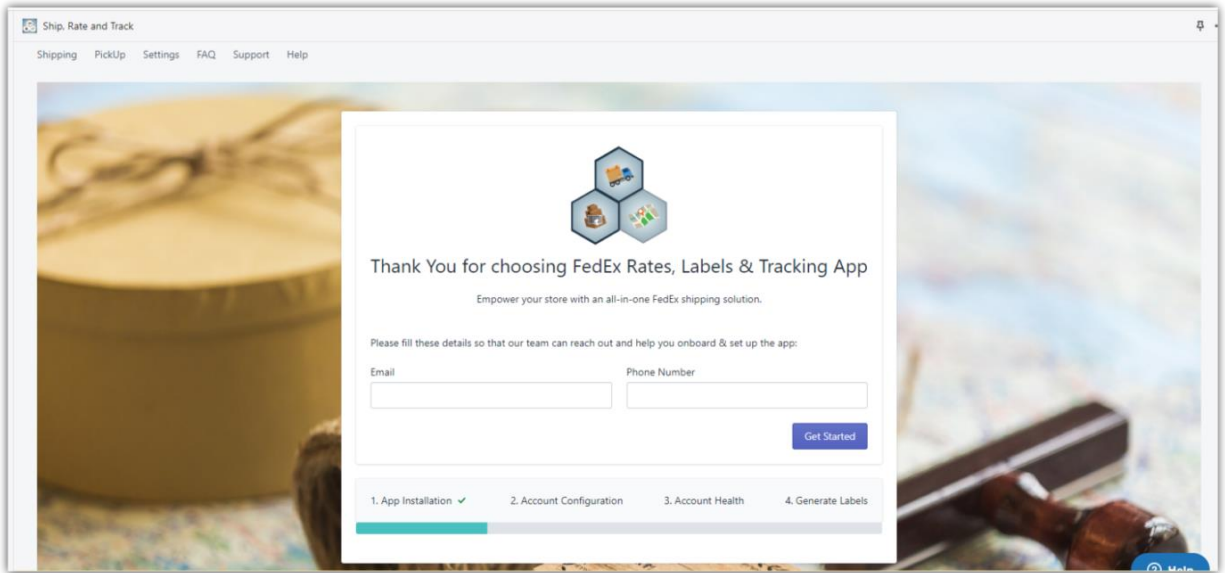 Ship, Rate and Track
Shipping PickUp Settings FAQ Support Help
Thank You for choosing FedEx Rates, Labels & Tracking App
Empower your store with an all-in-one FedEx shipping solution.
Please fill these details so that our team can reach out and help you onboard & set up the app:
Email Phone Number
Get Started
1. App Installation ✓ 2. Account Configuration 3. Account Health 4. Generate Labels
Help